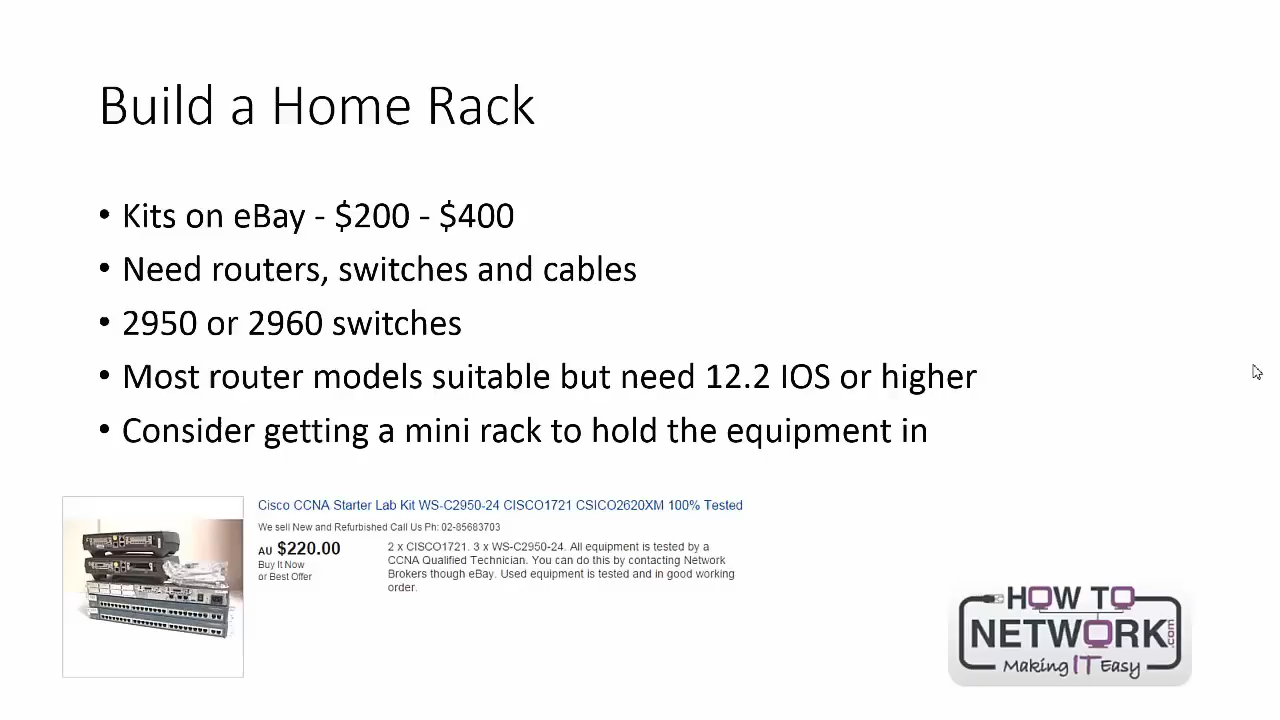 Build a Home Rack
• Kits on eBay - $200 - $400
• Need routers, switches and cables
• 2950 or 2960 switches
• Most router models suitable but need 12.2 IOS or higher
• Consider getting a mini rack to hold the equipment in
Cisco CCNA Starter Lab Kit WS-C2950-24 CISCO1721 CSICO2620XM 100% Tested
We sell New and Refurbished Call Us Ph: 02-85683703
AU $220.00
Buy It Now
or Best Offer
2 x CISCO1721. 3 x WS-C2950-24. All equipment is tested by a
CCNA Qualified Technician. You can do this by contacting Network
Brokers though eBay. Used equipment is tested and in good working
order.
HOW TO
NETWORK.com
Making IT Easy